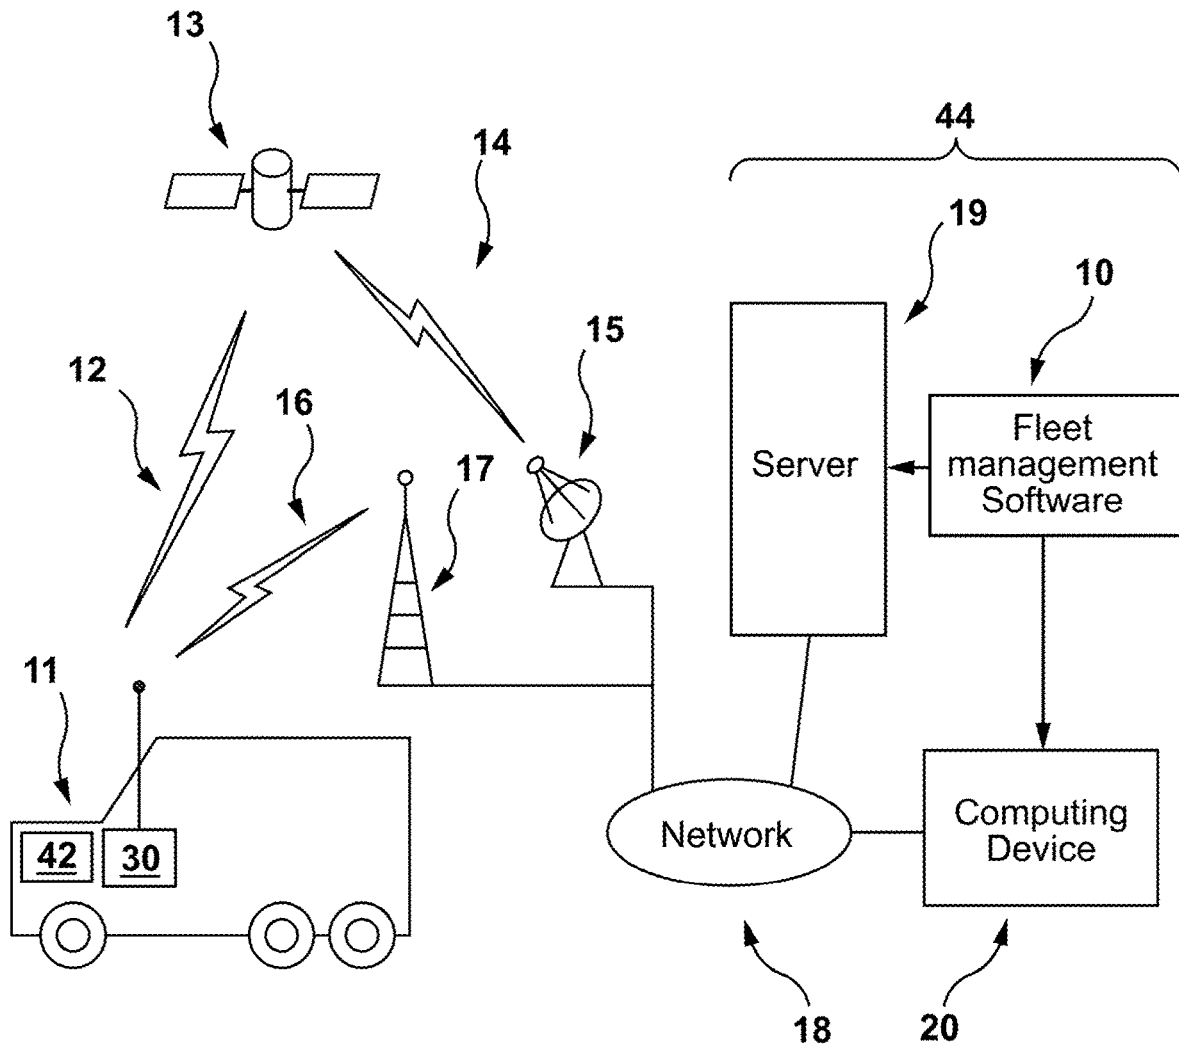 13
44
14
19
10
15
12
16
Fleet
management
Software
Server
17
11
Computing
Device
Network
42
30
18
20